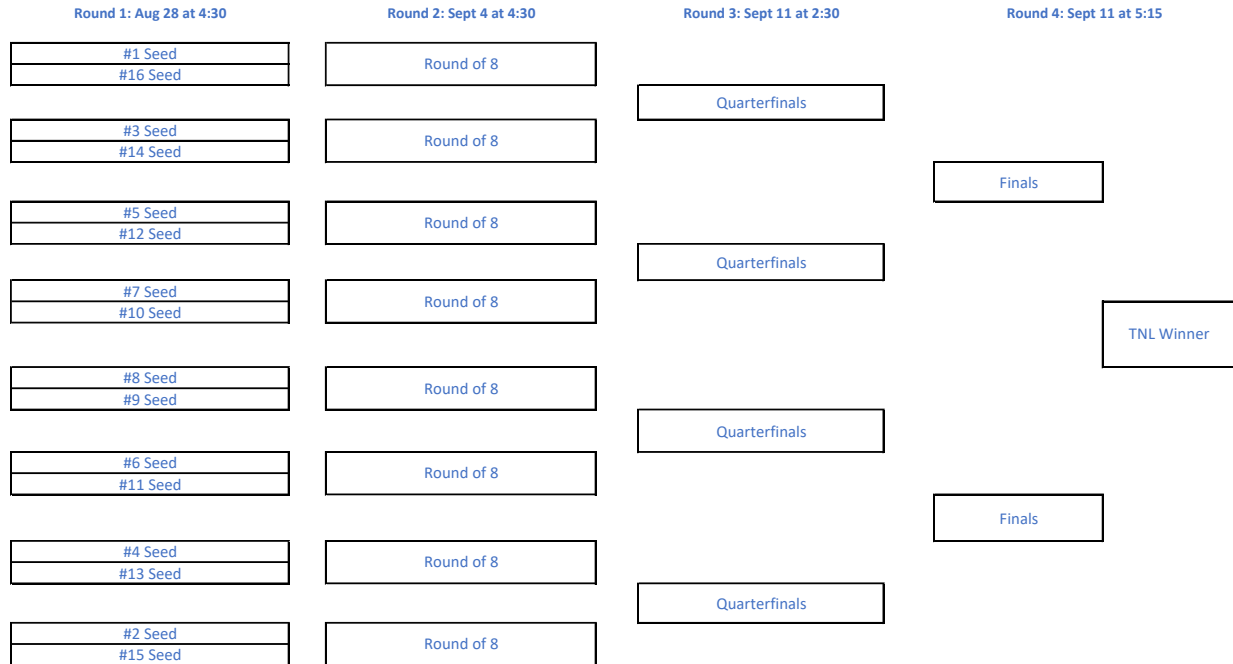 Round 1: Aug 28 at 4:30
Round 2: Sept 4 at 4:30
Round 3: Sept 11 at 2:30
Round 4: Sept 11 at 5:15
#1 Seed
#16 Seed
Round of 8
Quarterfinals
#3 Seed
#14 Seed
Round of 8
Finals
#5 Seed
#12 Seed
Round of 8
Quarterfinals
#7 Seed
#10 Seed
Round of 8
TNL Winner
#8 Seed
#9 Seed
Round of 8
Quarterfinals
#6 Seed
#11 Seed
Round of 8
Finals
#4 Seed
#13 Seed
Round of 8
Quarterfinals
#2 Seed
#15 Seed
Round of 8